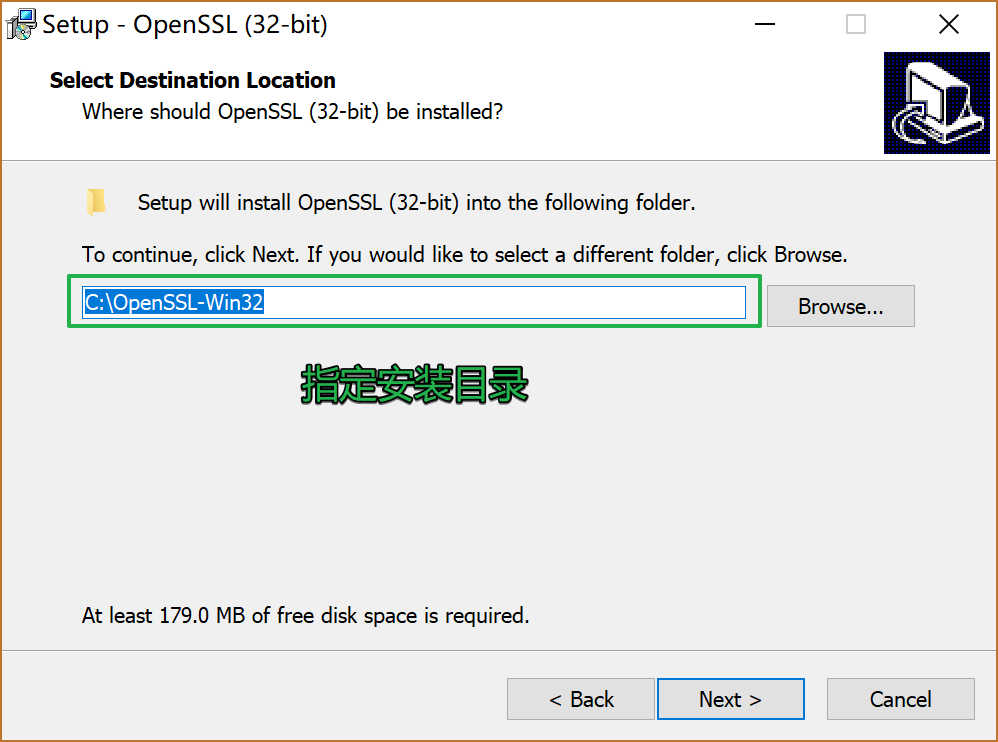 Setup - OpenSSL (32-bit)
Select Destination Location
Where should OpenSSL (32-bit) be installed?
Setup will install OpenSSL (32-bit) into the following folder.
To continue, click Next. If you would like to select a different folder, click Browse.
C:\OpenSSL-Win32
Browse...
指定安装目录
At least 179.0 MB of free disk space is required.
< Back
Next >
Cancel